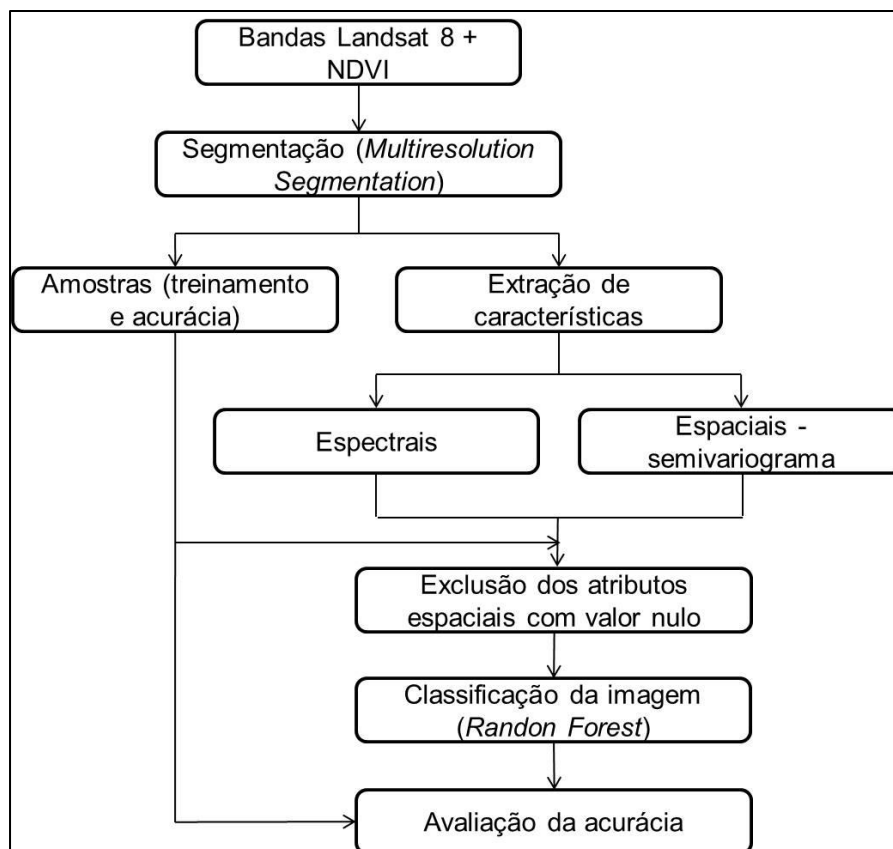 Bandas Landsat 8 +
NDVI
Segmentação (Multiresolution
Segmentation)
Amostras (treinamento
e acurácia)
Extração de
características
Espectrais
Espaciais -
semivariograma
Exclusão dos atributos
espaciais com valor nulo
Classificação da imagem
(Randon Forest)
Avaliação da acurácia